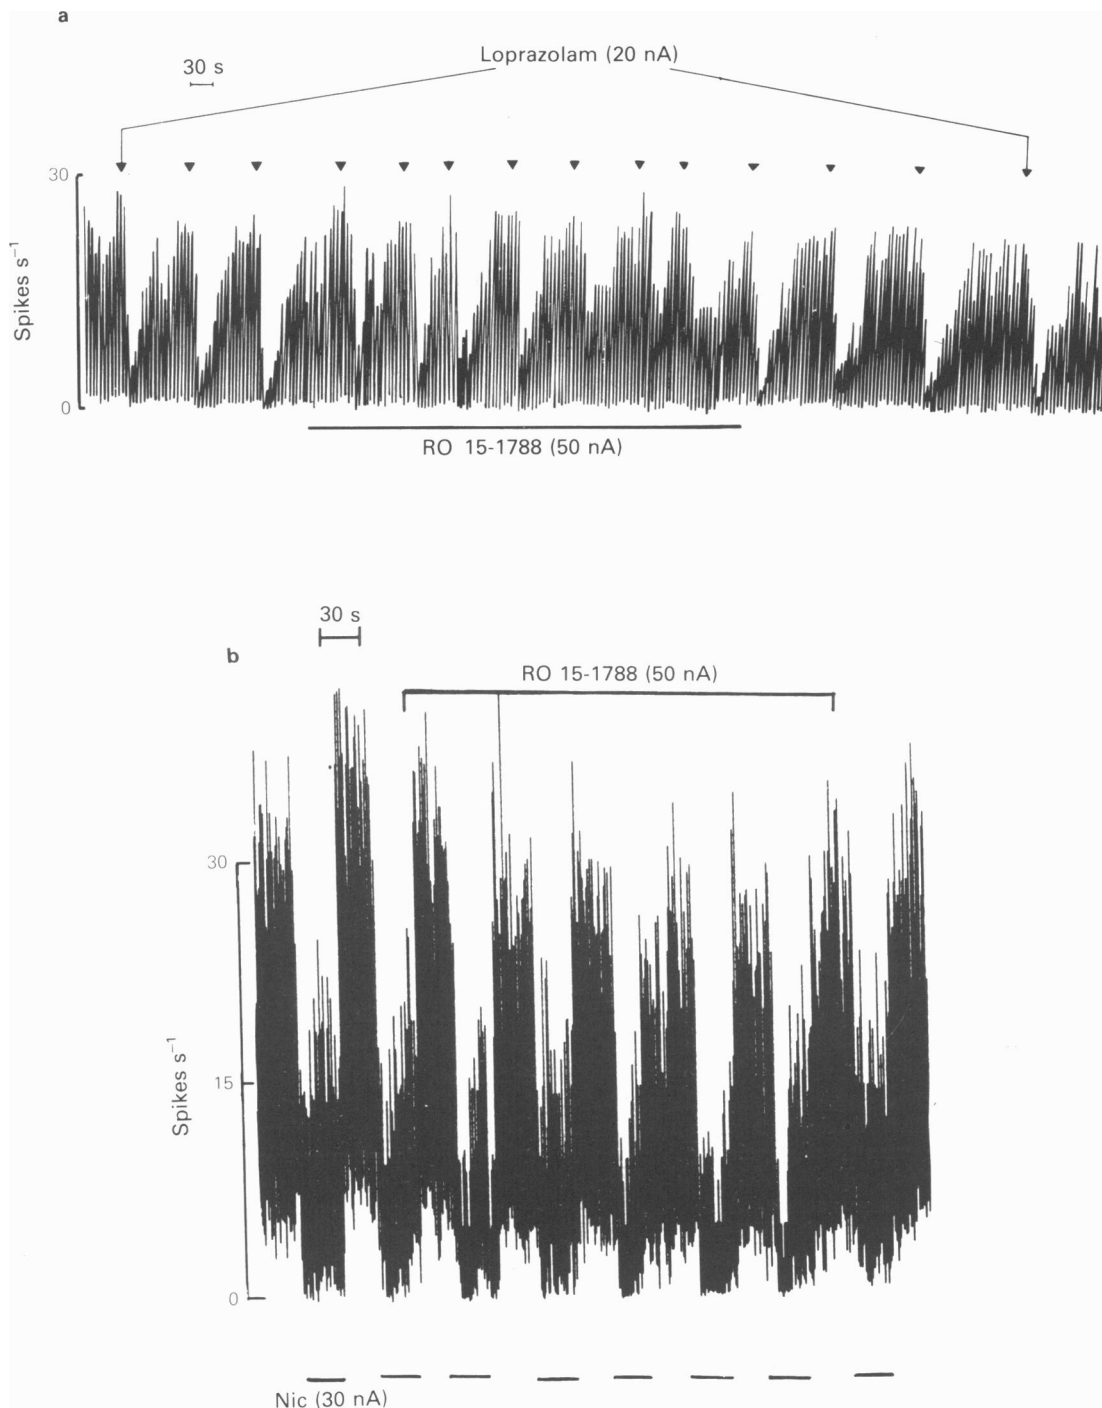 a
Loprazolam (20 nA)
30 s
30
Spikes s⁻¹
0
RO 15-1788 (50 nA)
30 s
b
RO 15-1788 (50 nA)
30
15
Spikes s⁻¹
0
Nic (30 nA)